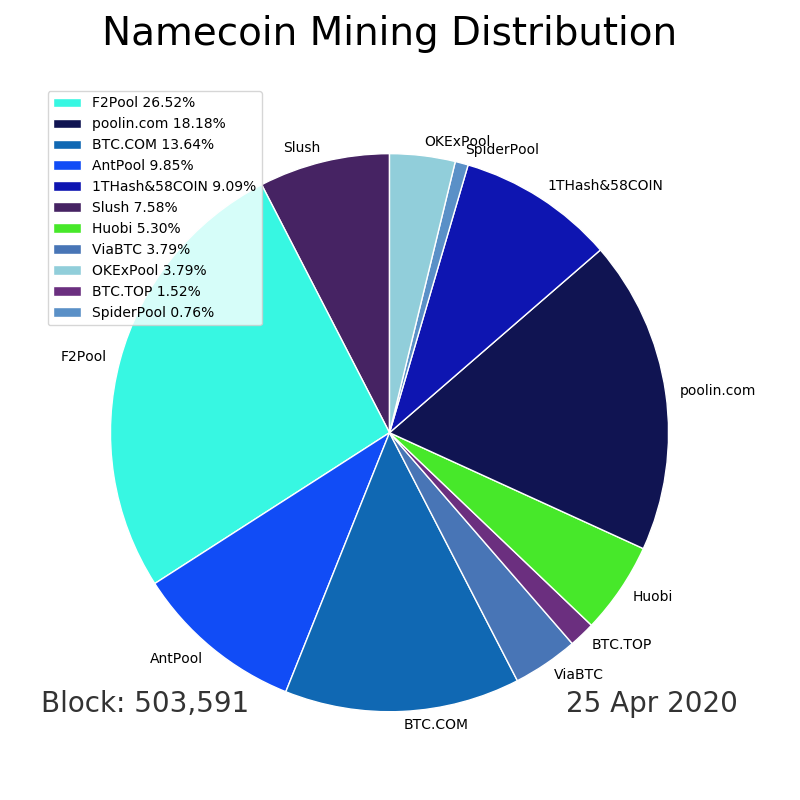 Namecoin Mining Distribution
F2Pool 26.52%
poolin.com 18.18%
BTC.COM 13.64%
AntPool 9.85%
1THash&58COIN 9.09%
Slush 7.58%
Huobi 5.30%
ViaBTC 3.79%
OKExPool 3.79%
BTC.TOP 1.52%
SpiderPool 0.76%
Slush
OKExPool
SpiderPool
1THash&58COIN
F2Pool
poolin.com
Huobi
BTC.TOP
AntPool
ViaBTC
BTC.COM
Block: 503,591
25 Apr 2020